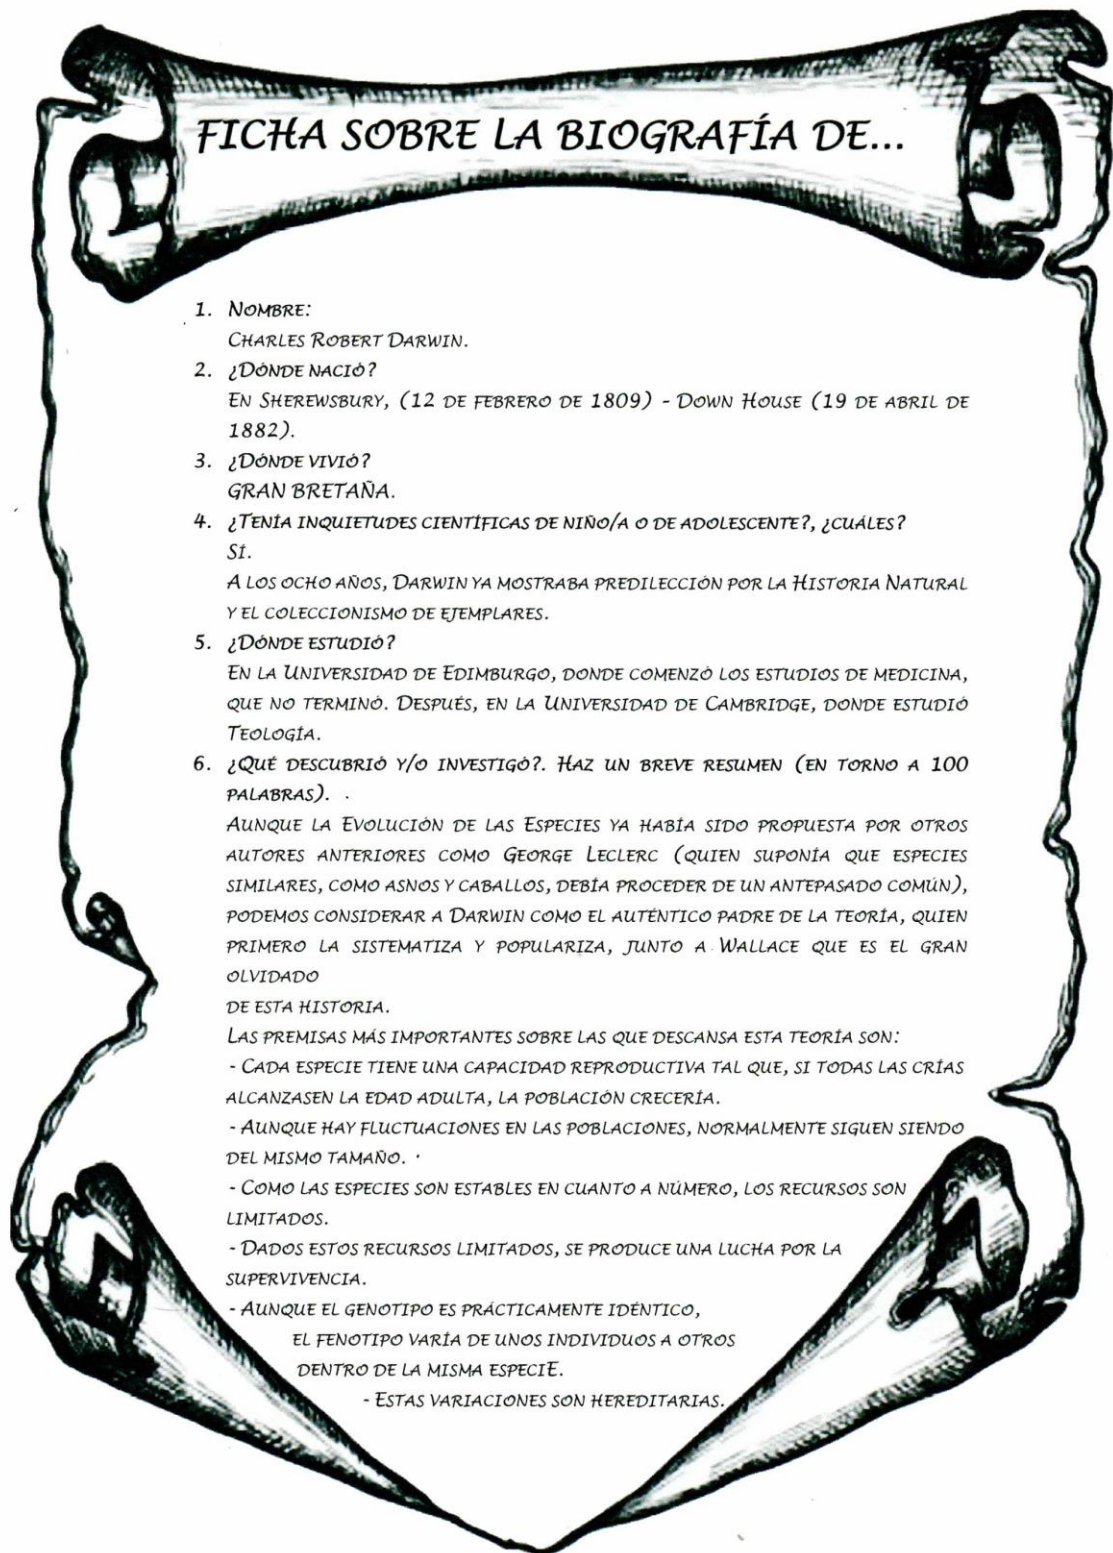 FICHA SOBRE LA BIOGRAFÍA DE...
1. NOMBRE:
CHARLES ROBERT DARWIN.
2. ¿DÓNDE NACIÓ?
EN SHEREWSBURY, (12 DE FEBRERO DE 1809) - DOWN HOUSE (19 DE ABRIL DE
1882).
3. ¿DÓNDE VIVIÓ?
GRAN BRETAÑA.
4. ¿TENÍA INQUIETUDES CIENTÍFICAS DE NIÑO/A O DE ADOLESCENTE?, ¿CUÁLES?
SÍ.
A LOS OCHO AÑOS, DARWIN YA MOSTRABA PREDILECCIÓN POR LA HISTORIA NATURAL
Y EL COLECCIONISMO DE EJEMPLARES.
5. ¿DÓNDE ESTUDIÓ?
EN LA UNIVERSIDAD DE EDIMBURGO, DONDE COMENZÓ LOS ESTUDIOS DE MEDICINA,
QUE NO TERMINÓ. DESPUÉS, EN LA UNIVERSIDAD DE CAMBRIDGE, DONDE ESTUDIÓ
TEOLOGÍA.
6. ¿QUÉ DESCUBRIÓ Y/O INVESTIGÓ?. HAZ UN BREVE RESUMEN (EN TORNO A 100
PALABRAS).
AUNQUE LA EVOLUCIÓN DE LAS ESPECIES YA HABÍA SIDO PROPUESTA POR OTROS
AUTORES ANTERIORES COMO GEORGE LECLERC (QUIEN SUPONÍA QUE ESPECIES
SIMILARES, COMO ASNOS Y CABALLOS, DEBÍA PROCEDER DE UN ANTEPASADO COMÚN),
PODEMOS CONSIDERAR A DARWIN COMO EL AUTÉNTICO PADRE DE LA TEORÍA, QUIEN
PRIMERO LA SISTEMATIZA Y POPULARIZA, JUNTO A WALLACE QUE ES EL GRAN
OLVIDADO
DE ESTA HISTORIA.
LAS PREMISAS MÁS IMPORTANTES SOBRE LAS QUE DESCANSA ESTA TEORÍA SON:
- CADA ESPECIE TIENE UNA CAPACIDAD REPRODUCTIVA TAL QUE, SI TODAS LAS CRÍAS
ALCANZASEN LA EDAD ADULTA, LA POBLACIÓN CRECERÍA.
- AUNQUE HAY FLUCTUACIONES EN LAS POBLACIONES, NORMALMENTE SIGUEN SIENDO
DEL MISMO TAMAÑO.
- COMO LAS ESPECIES SON ESTABLES EN CUANTO A NÚMERO, LOS RECURSOS SON
LIMITADOS.
- DADOS ESTOS RECURSOS LIMITADOS, SE PRODUCE UNA LUCHA POR LA
SUPERVIVENCIA.
- AUNQUE EL GENOTIPO ES PRÁCTICAMENTE IDÉNTICO,
EL FENOTIPO VARÍA DE UNOS INDIVIDUOS A OTROS
DENTRO DE LA MISMA ESPECIE.
- ESTAS VARIACIONES SON HEREDITARIAS.